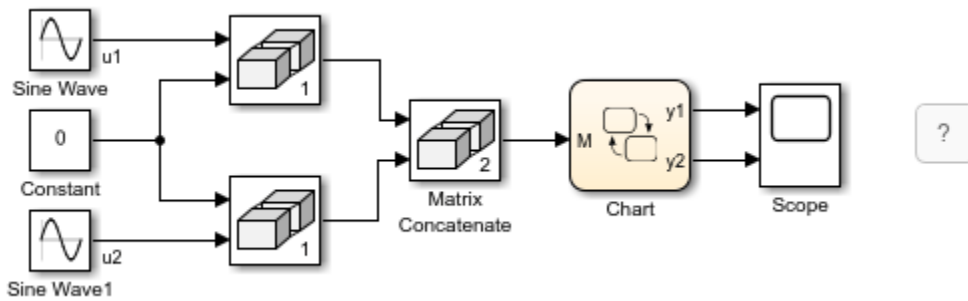 u1
Sine Wave
1
0
Constant
1
u2
Sine Wave1
2
Matrix
Concatenate
M
y1
y2
Chart
Scope
?